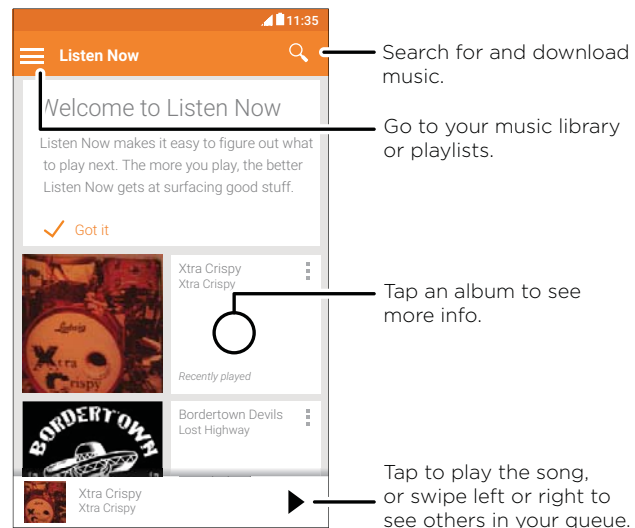 11:35
Listen Now
Search for and download
music.
Welcome to Listen Now
Go to your music library
or playlists.
Listen Now makes it easy to figure out what
to play next. The more you play, the better
Listen Now gets at surfacing good stuff.
Got it
Xtra Crispy
Xtra Crispy
Tap an album to see
more info.
Recently played
Ludwig
Xtra
Crispy
BORDERTOWN
Bordertown Devils
Lost Highway
Xtra Crispy
Xtra Crispy
Tap to play the song,
or swipe left or right to
see others in your queue.